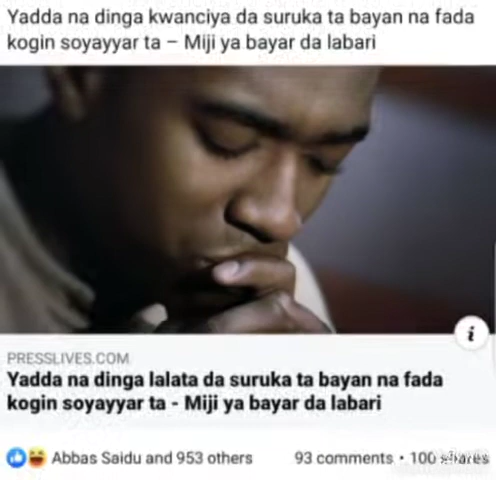 Yadda na dinga kwanciya da suruka ta bayan na fada
kogin soyayyar ta – Miji ya bayar da labari
i
PRESSLIVES.COM
Yadda na dinga lalata da suruka ta bayan na fada
kogin soyayyar ta - Miji ya bayar da labari
Abbas Saidu and 953 others 93 comments • 100 shares